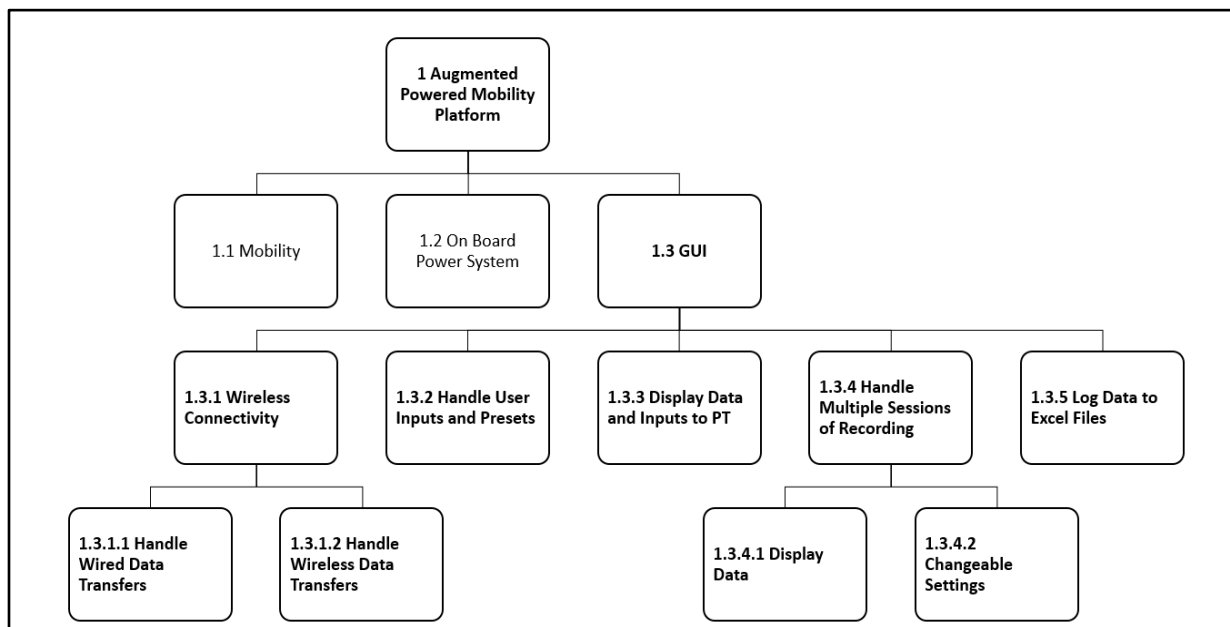 1 Augmented
Powered Mobility
Platform
1.1 Mobility
1.2 On Board
Power System
1.3 GUI
1.3.1 Wireless
Connectivity
1.3.2 Handle User
Inputs and Presets
1.3.3 Display Data
and Inputs to PT
1.3.4 Handle
Multiple Sessions
of Recording
1.3.5 Log Data to
Excel Files
1.3.1.1 Handle
Wired Data
Transfers
1.3.1.2 Handle
Wireless Data
Transfers
1.3.4.1 Display
Data
1.3.4.2
Changeable
Settings